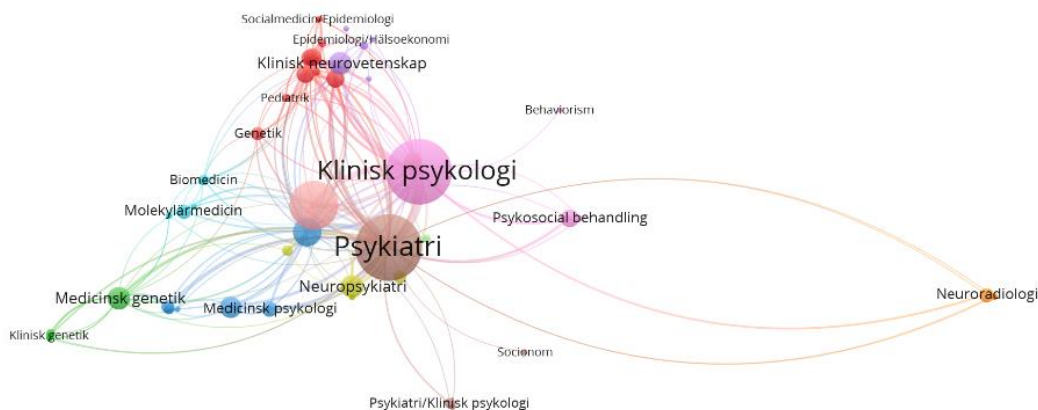 Socialmedicin/Epidemiologi
Epidemiologi/Hälsoekonomi
Klinisk neurovetenskap
Pediatrik
Behaviorism
Genetik
Klinisk psykologi
Biomedicin
Molekylärmedicin
Psykosocial behandling
Psykiatri
Neuropsykiatri
Medicinsk genetik
Medicinsk psykologi
Neuroradiologi
Klinisk genetik
Socionom
Psykiatri/Klinisk psykologi